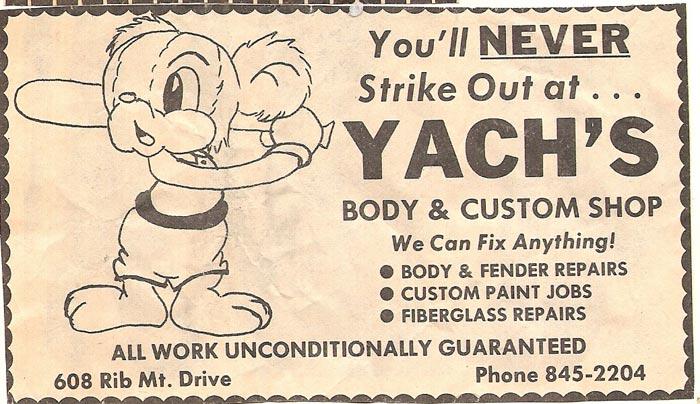 You'll NEVER
Strike Out at . . .
YACH'S
BODY & CUSTOM SHOP
We Can Fix Anything!
● BODY & FENDER REPAIRS
● CUSTOM PAINT JOBS
● FIBERGLASS REPAIRS
ALL WORK UNCONDITIONALLY GUARANTEED
608 Rib Mt. Drive
Phone 845-2204